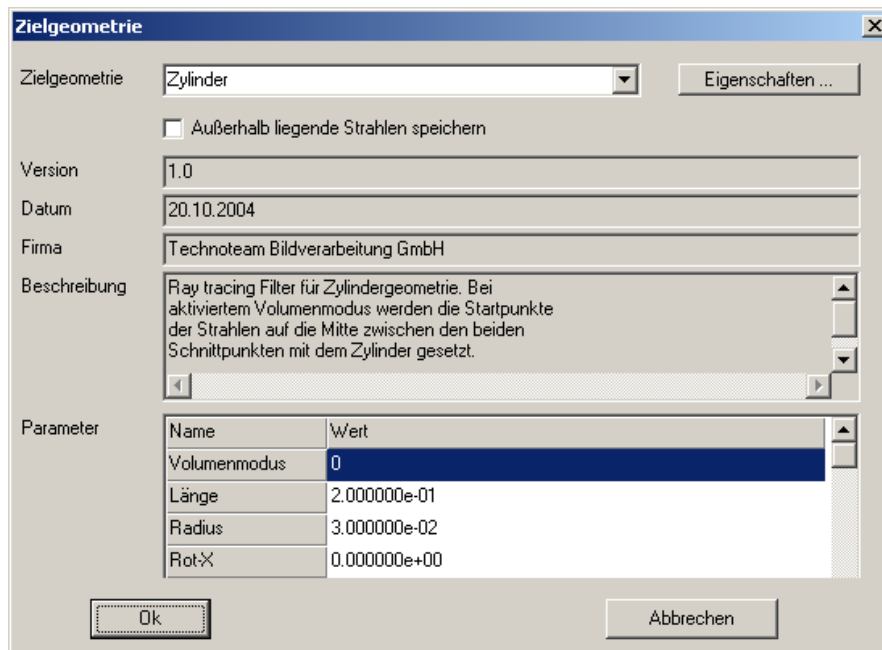 Zielgeometrie
Zielgeometrie Zylinder Eigenschaften ...
Außerhalb liegende Strahlen speichern
Version 1.0
Datum 20.10.2004
Firma Technoteam Bildverarbeitung GmbH
Beschreibung Ray tracing Filter für Zylindergeometrie. Bei
aktiviertem Volumenmodus werden die Startpunkte
der Strahlen auf die Mitte zwischen den beiden
Schnittpunkten mit dem Zylinder gesetzt.
Parameter Name Wert
Volumenmodus 0
Länge 2.000000e-01
Radius 3.000000e-02
Rot-X 0.000000e+00
Ok Abbrechen